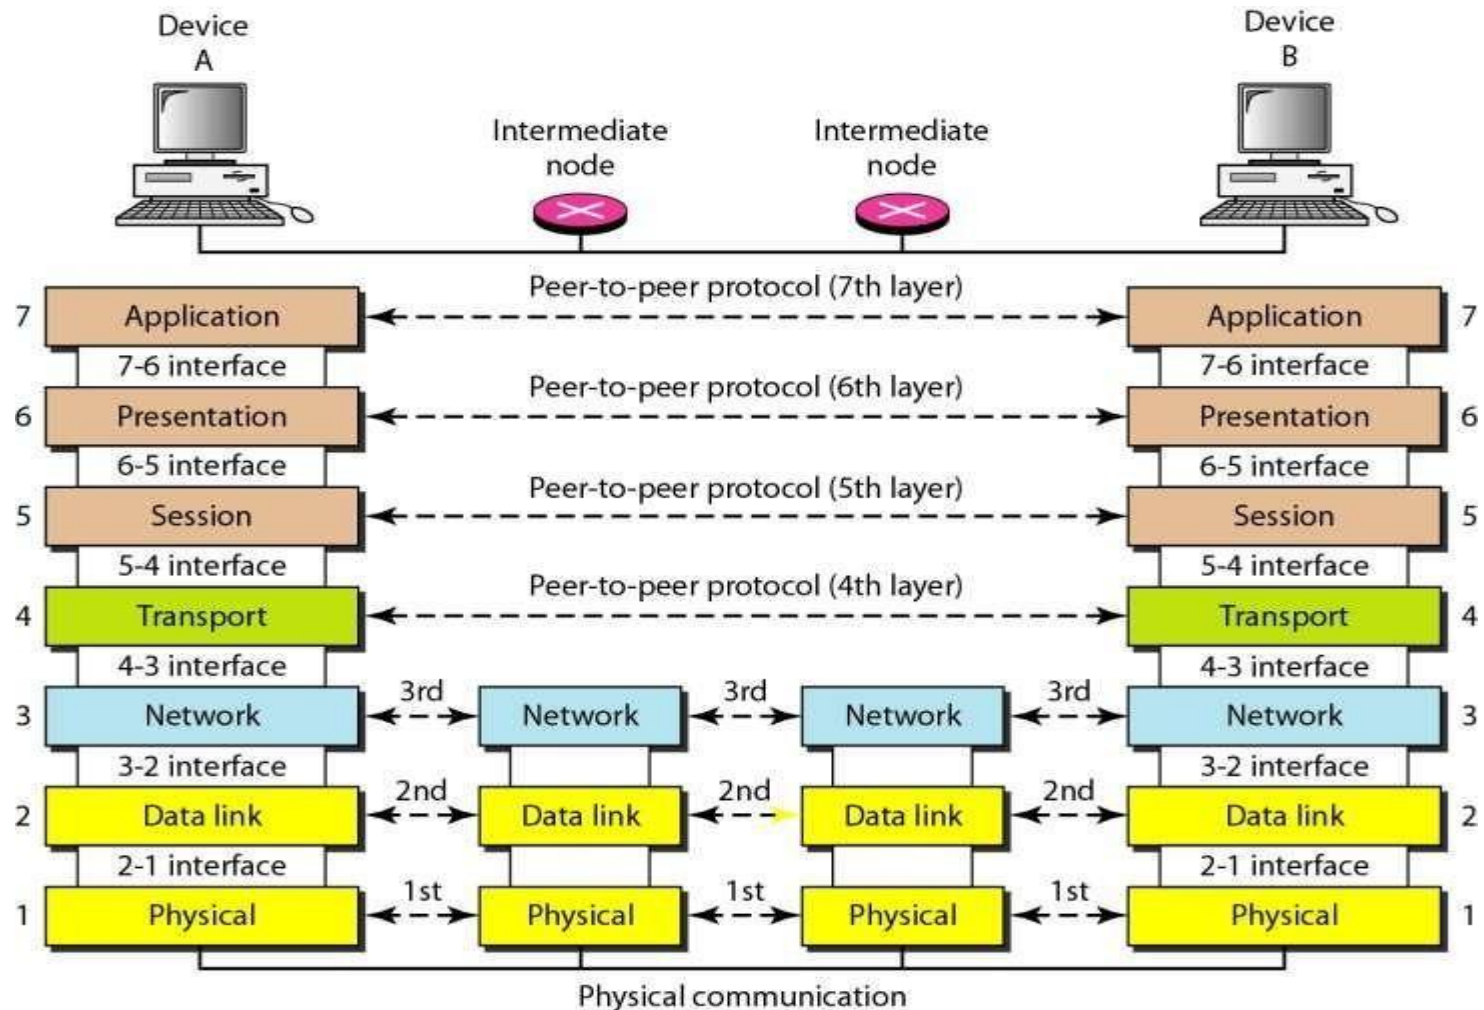 Device
A
Device
B
Intermediate
node
Intermediate
node
Peer-to-peer protocol (7th layer)
7 Application Application 7
7-6 interface 7-6 interface
Peer-to-peer protocol (6th layer)
6 Presentation Presentation 6
6-5 interface 6-5 interface
Peer-to-peer protocol (5th layer)
5 Session Session 5
5-4 interface 5-4 interface
Peer-to-peer protocol (4th layer)
4 Transport Transport 4
4-3 interface 4-3 interface
3rd 3rd 3rd
3 Network Network Network Network 3
3-2 interface 3-2 interface
2nd 2nd 2nd
2 Data link Data link Data link Data link 2
2-1 interface 2-1 interface
1st 1st 1st
1 Physical Physical Physical Physical 1
Physical communication